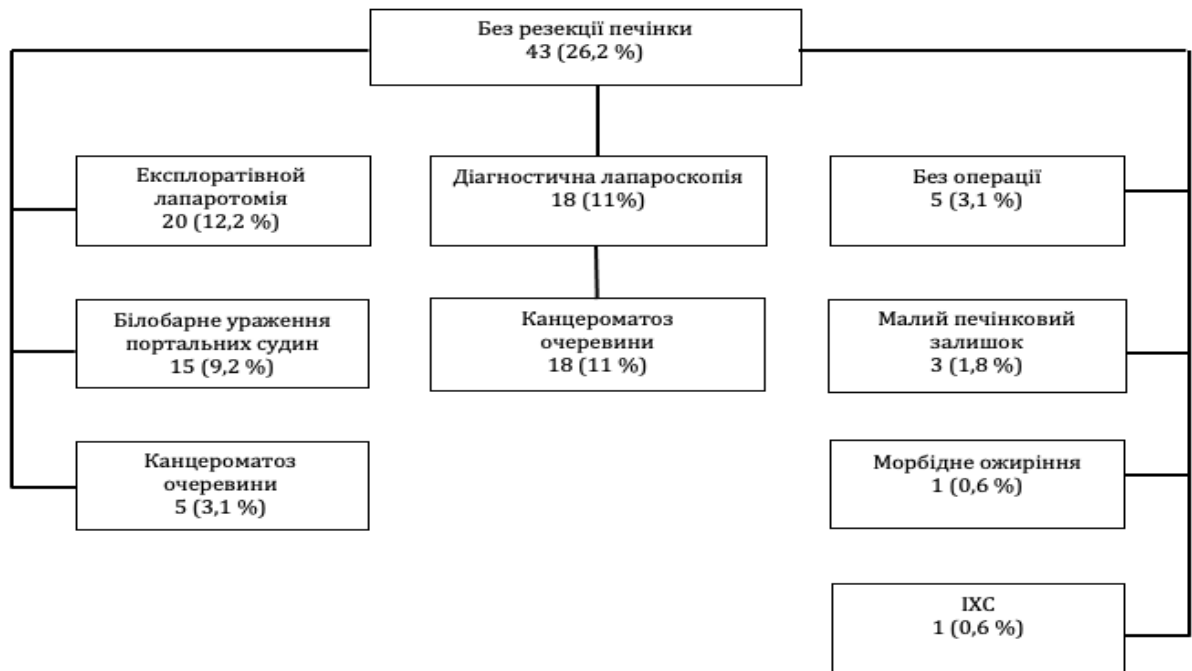 Без резекції печінки
43 (26,2 %)
Експлоратівной
лапаротомія
20 (12,2 %)
Діагностична лапароскопія
18 (11%)
Без операції
5 (3,1 %)
Білобарне ураження
портальних судин
15 (9,2 %)
Канцероматоз
очеревини
18 (11 %)
Малий печінковий
залишок
3 (1,8 %)
Канцероматоз
очеревини
5 (3,1 %)
Морбідне ожиріння
1 (0,6 %)
ІХС
1 (0,6 %)